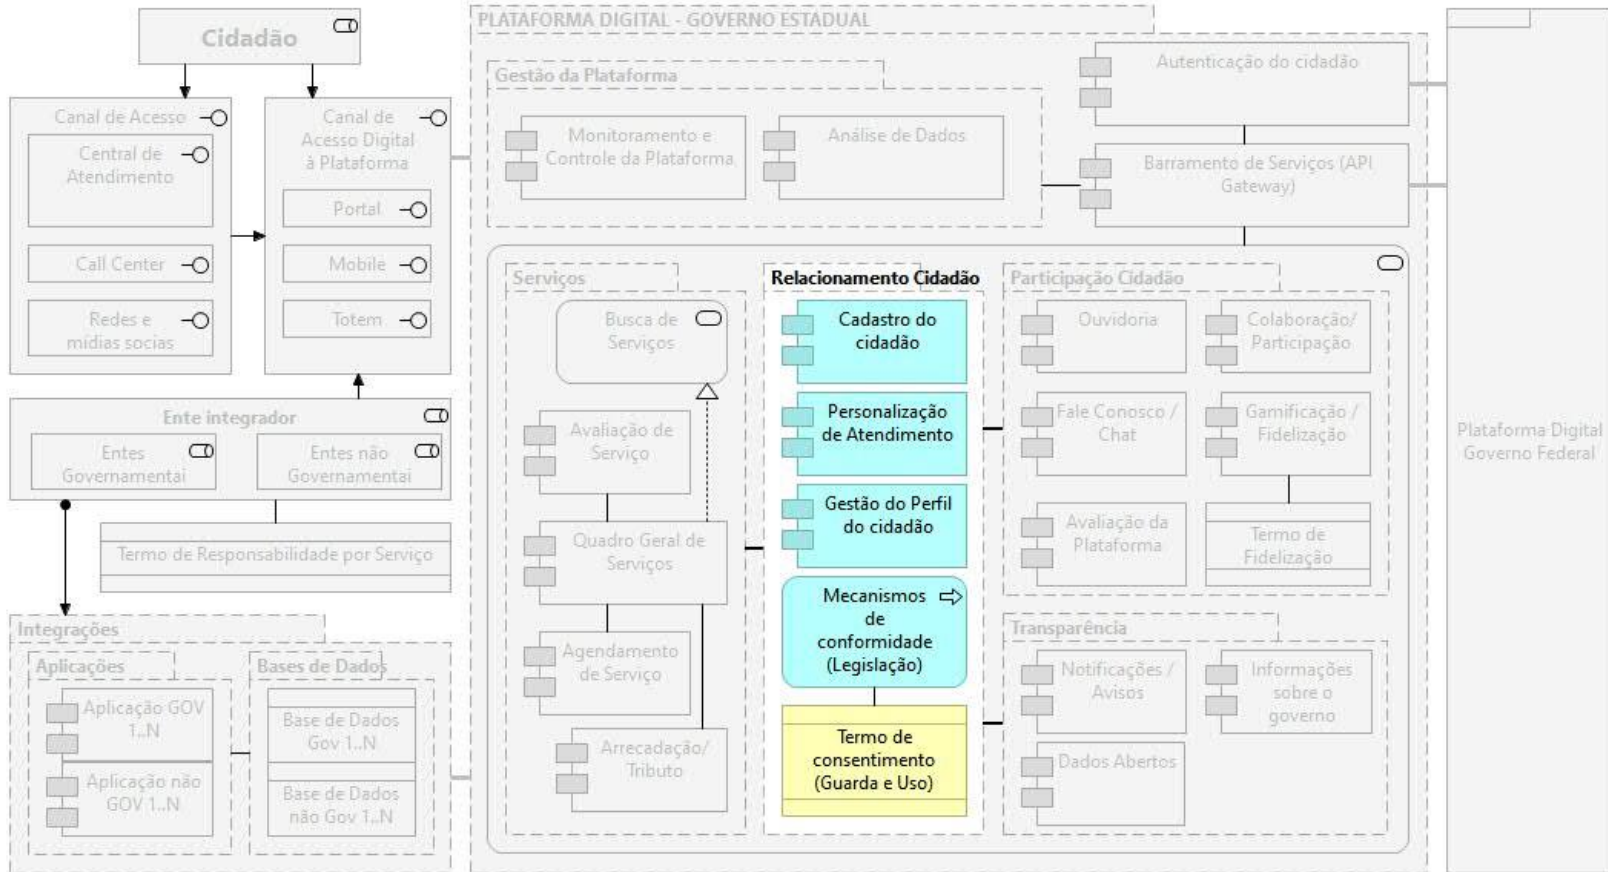 Cidadão
Canal de Acesso
Central de
Atendimento
Call Center
Redes e
mídias socias
Canal de
Acesso Digital
à Plataforma
Portal
Mobile
Totem
Ente integrador
Entes
Governamentai
Entes não
Governamentai
Termo de Responsabilidade por Serviço
Integrações
Aplicações
Aplicação GOV
1..N
Aplicação não
GOV 1..N
Bases de Dados
Base de Dados
Gov 1..N
Base de Dados
não Gov 1..N
PLATAFORMA DIGITAL - GOVERNO ESTADUAL
Gestão da Plataforma
Monitoramento e
Controle da Plataforma
Análise de Dados
Autenticação do cidadão
Barramento de Serviços (API
Gateway)
Serviços
Busca de
Serviços
Avaliação de
Serviço
Quadro Geral de
Serviços
Agendamento
de Serviço
Arrecadação/
Tributo
Relacionamento Cidadão
Cadastro do
cidadão
Personalização
de Atendimento
Gestão do Perfil
do cidadão
Mecanismos
de
conformidade
(Legislação)
Termo de
consentimento
(Guarda e Uso)
Participação Cidadão
Ouvidoria
Colaboração/
Participação
Fale Conosco /
Chat
Gamificação /
Fidelização
Avaliação da
Plataforma
Termo de
Fidelização
Transparência
Notificações /
Avisos
Informações
sobre o
governo
Dados Abertos
Plataforma Digital
Governo Federal